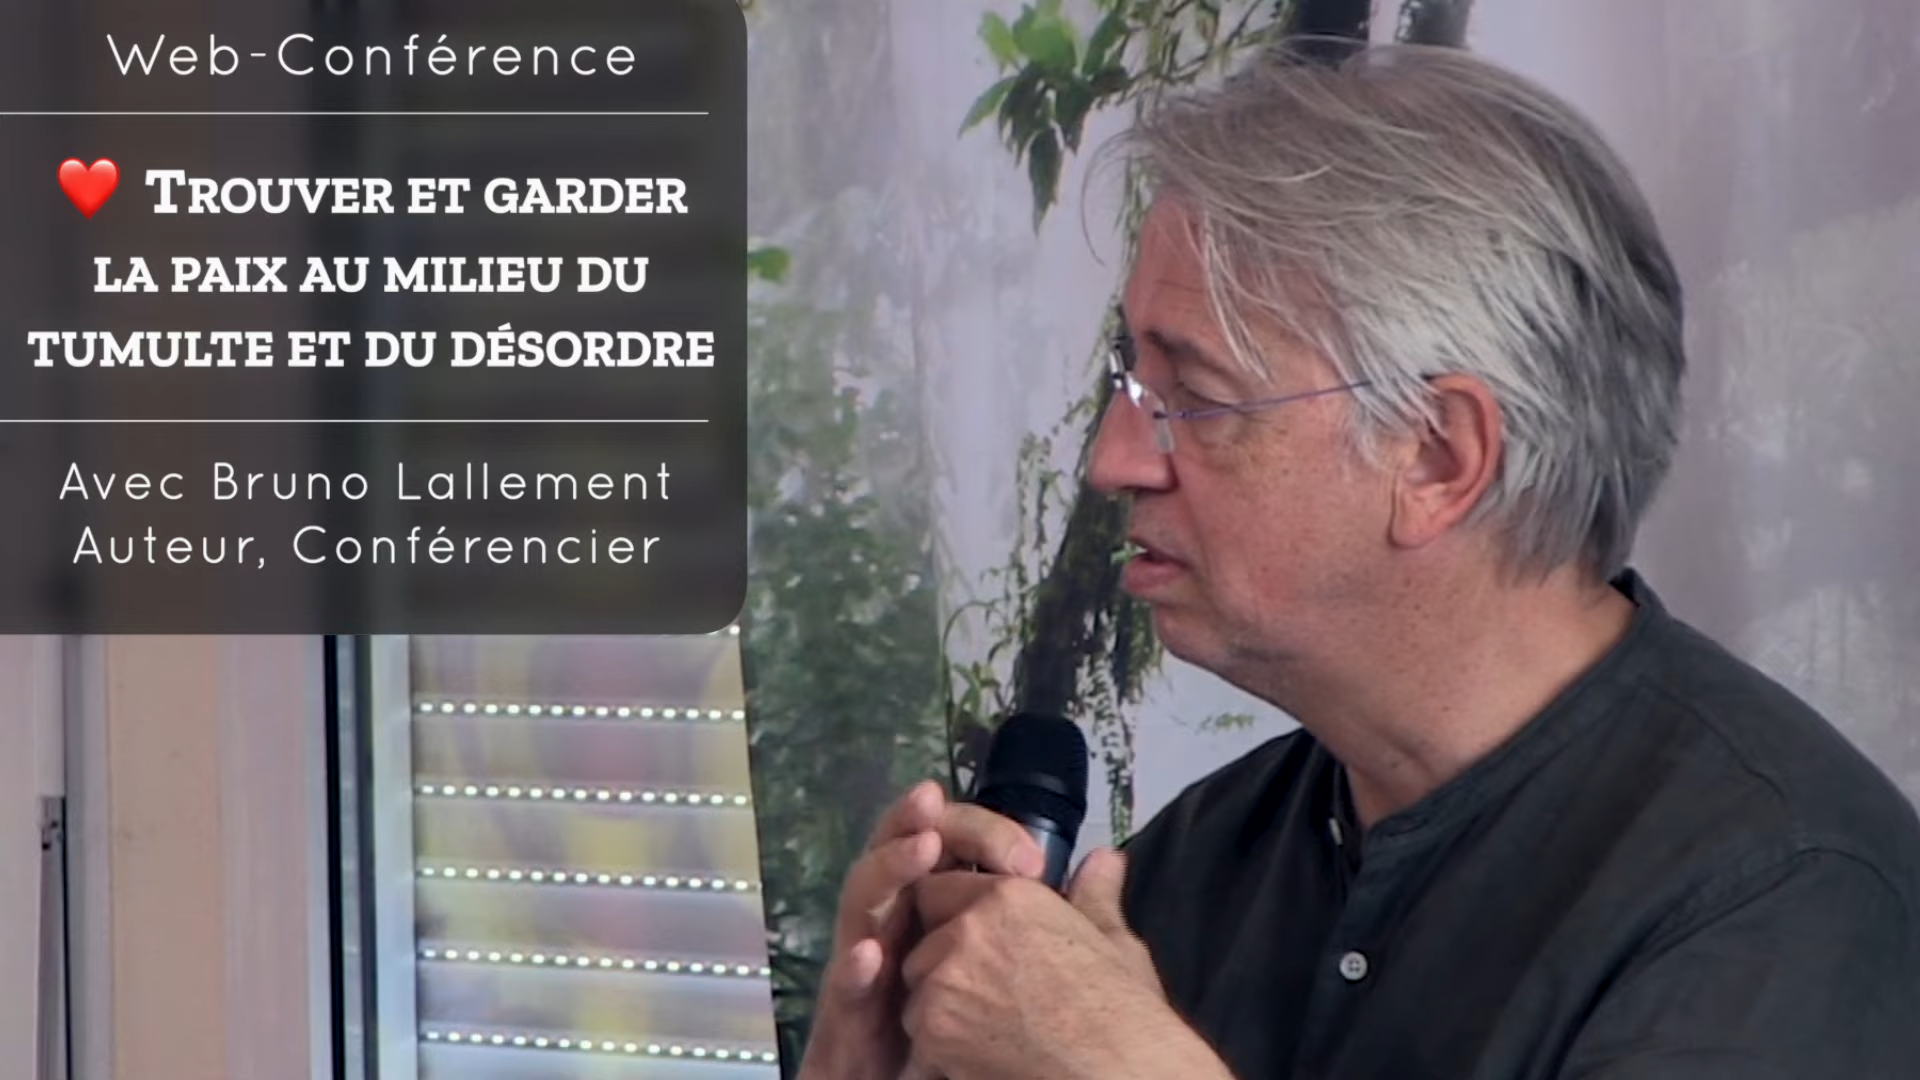 Web-Conférence
❤️ TROUVER ET GARDER
LA PAIX AU MILIEU DU
TUMULTE ET DU DÉSORDRE
Avec Bruno Lallement
Auteur, Conférencier